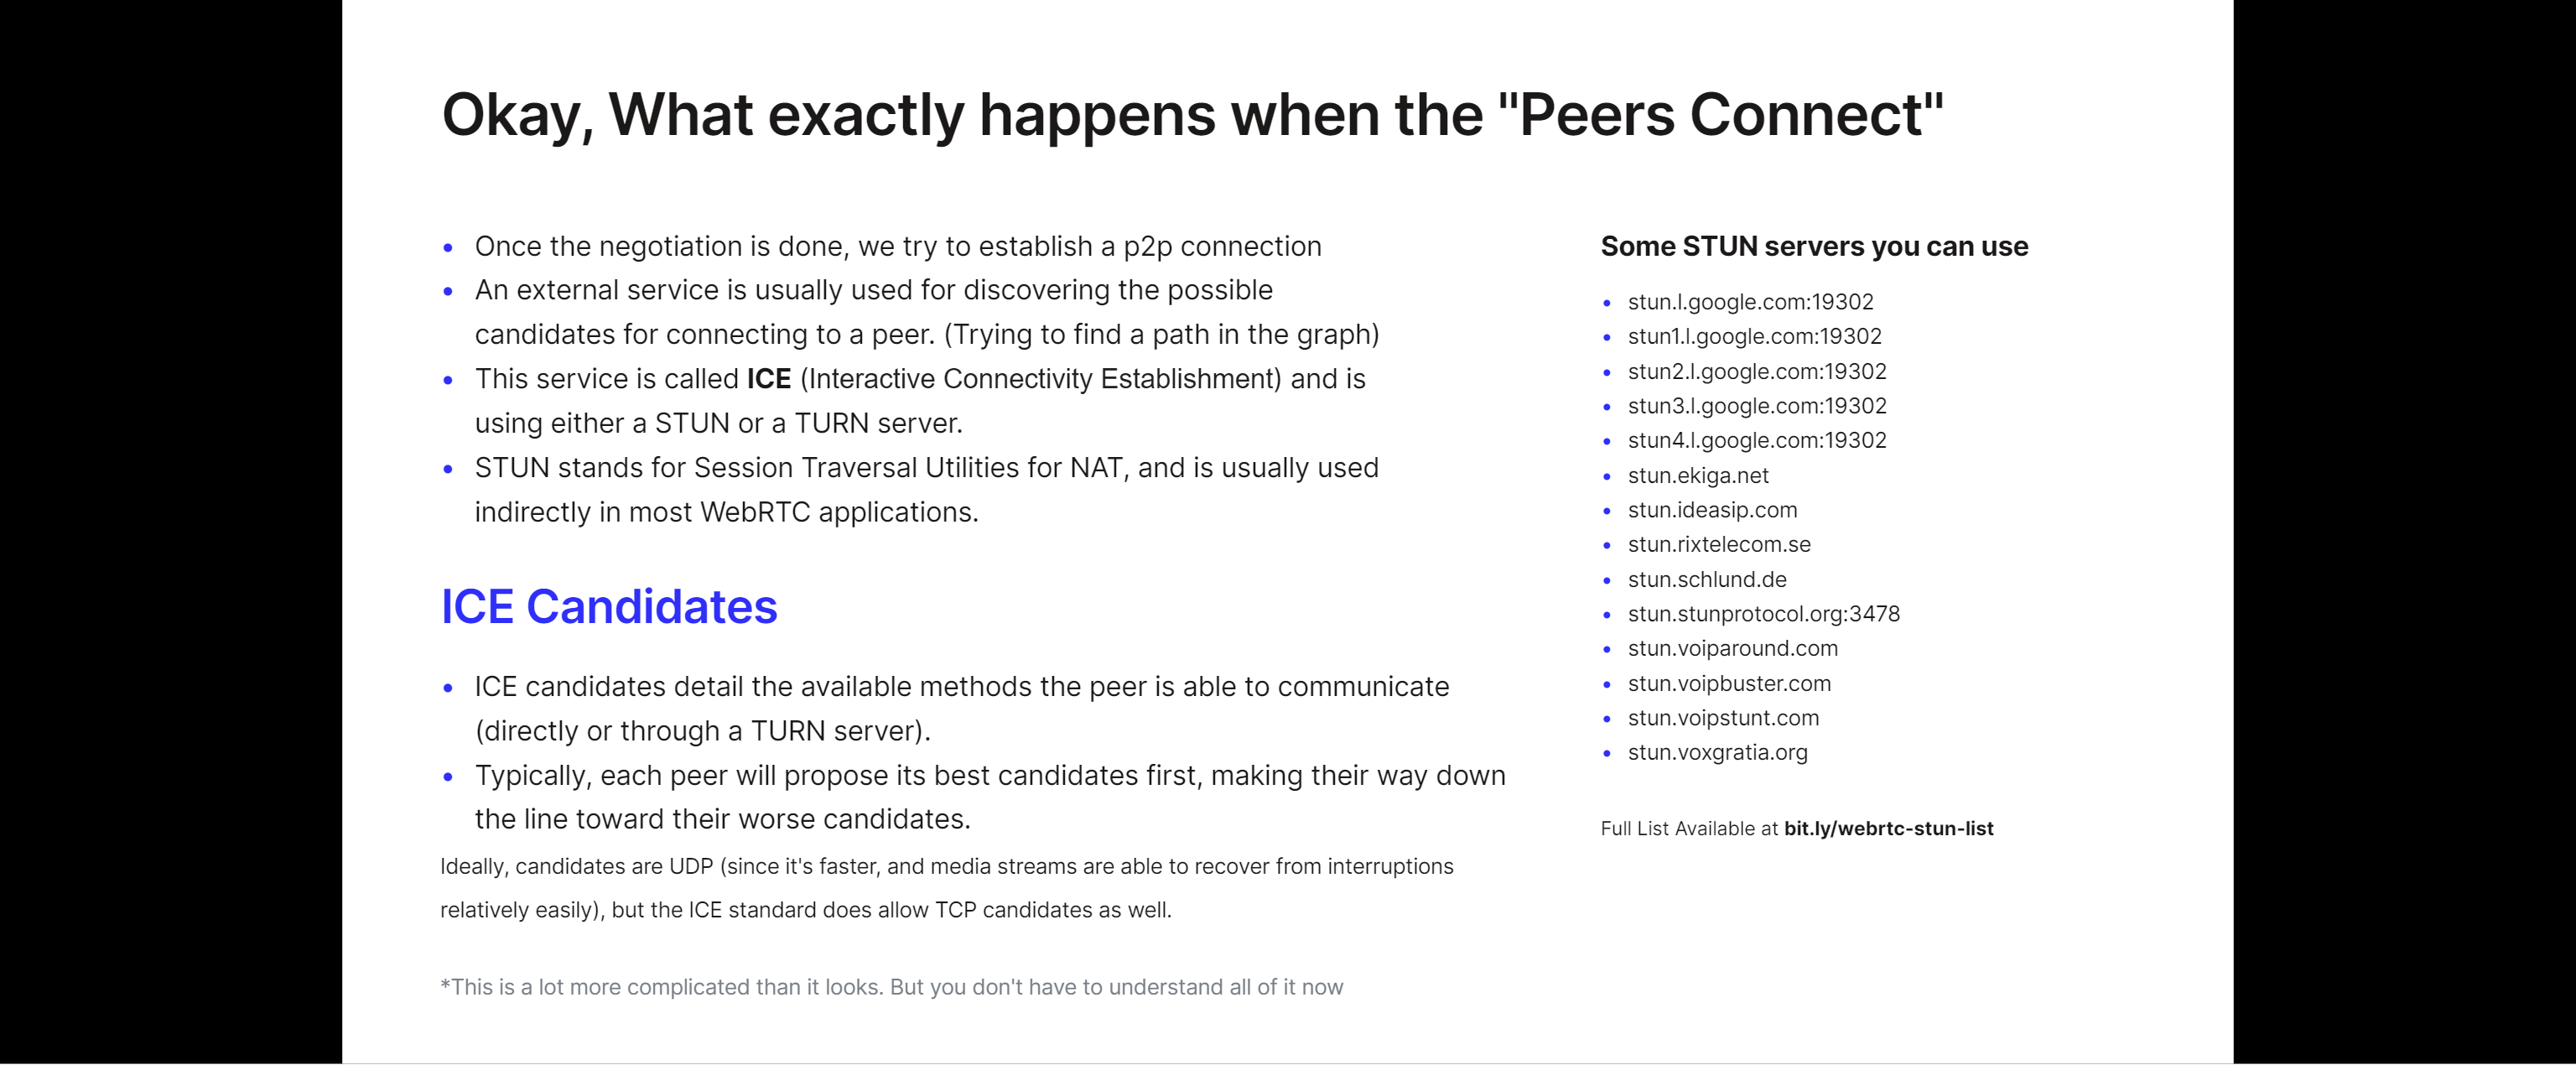 Okay, What exactly happens when the "Peers Connect"
• Once the negotiation is done, we try to establish a p2p connection
• An external service is usually used for discovering the possible
candidates for connecting to a peer. (Trying to find a path in the graph)
• This service is called ICE (Interactive Connectivity Establishment) and is
using either a STUN or a TURN server.
• STUN stands for Session Traversal Utilities for NAT, and is usually used
indirectly in most WebRTC applications.
ICE Candidates
• ICE candidates detail the available methods the peer is able to communicate
(directly or through a TURN server).
• Typically, each peer will propose its best candidates first, making their way down
the line toward their worse candidates.
Ideally, candidates are UDP (since it's faster, and media streams are able to recover from interruptions
relatively easily), but the ICE standard does allow TCP candidates as well.
*This is a lot more complicated than it looks. But you don't have to understand all of it now
Some STUN servers you can use
• stun.l.google.com:19302
• stun1.l.google.com:19302
• stun2.l.google.com:19302
• stun3.l.google.com:19302
• stun4.l.google.com:19302
• stun.ekiga.net
• stun.ideasip.com
• stun.rixtelecom.se
• stun.schlund.de
• stun.stunprotocol.org:3478
• stun.voiparound.com
• stun.voipbuster.com
• stun.voipstunt.com
• stun.voxgratia.org
Full List Available at bit.ly/webrtc-stun-list